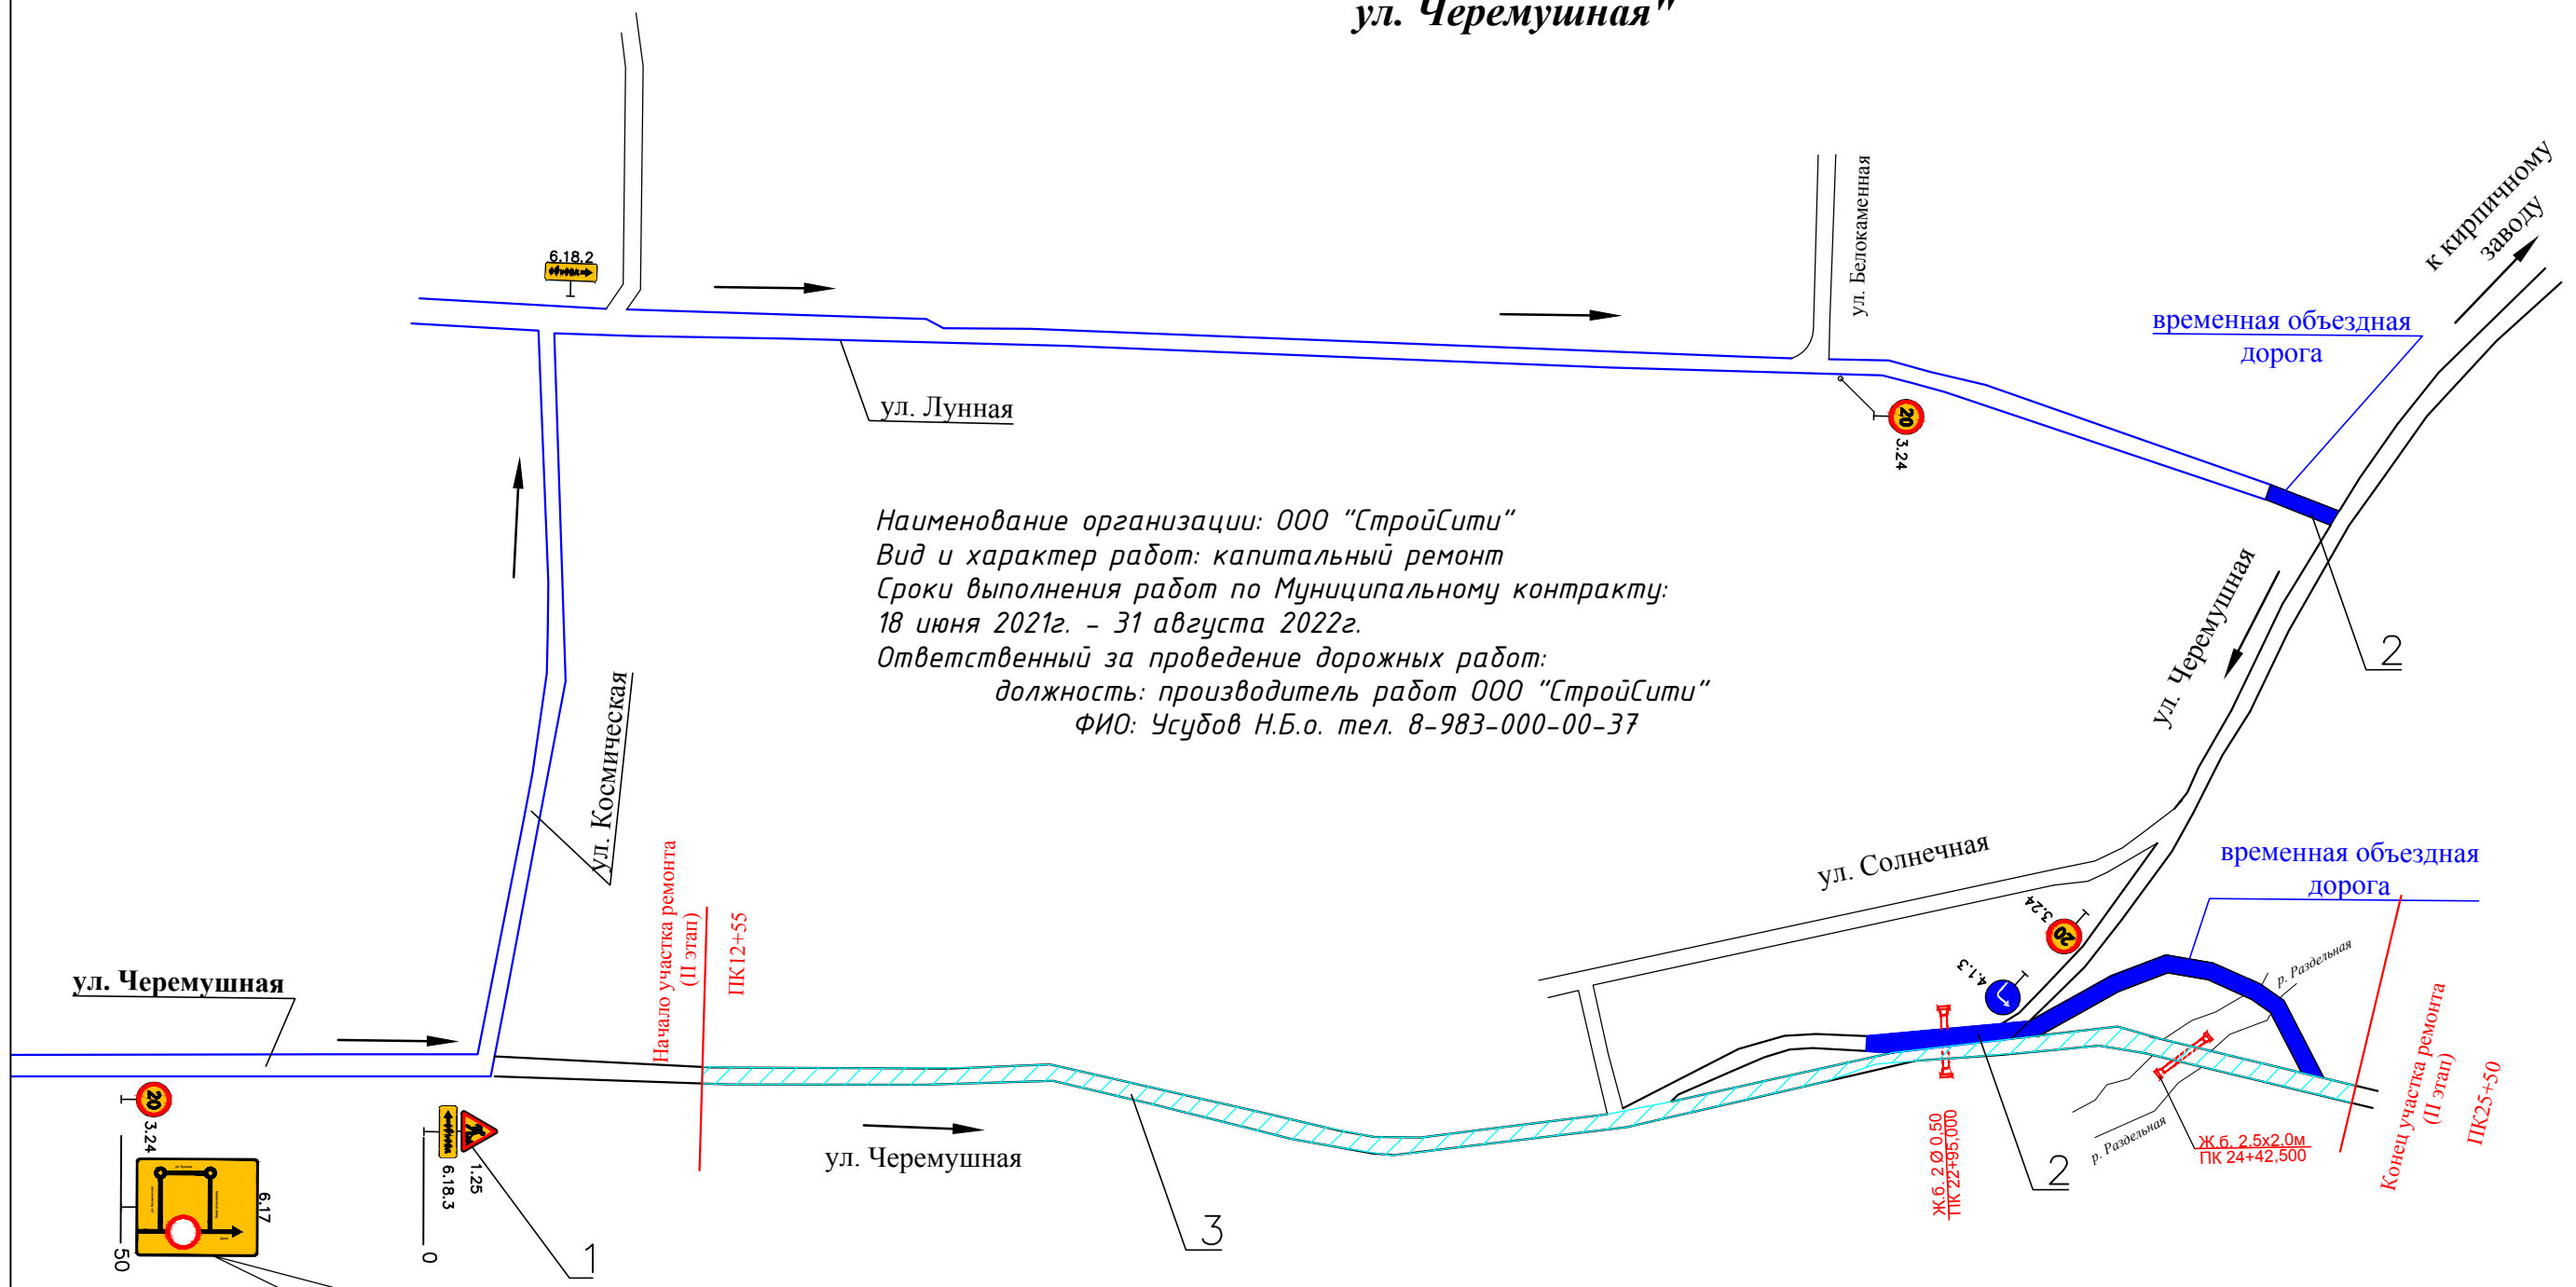 ул. Черемушная"
6.18.2
ул. Белокаменная
к кирпичному
заводу
временная объездная
дорога
ул. Лунная
20
3.24
Наименование организации: ООО "СтройСити"
Вид и характер работ: капитальный ремонт
Сроки выполнения работ по Муниципальному контракту:
18 июня 2021г. - 31 августа 2022г.
Ответственный за проведение дорожных работ:
должность: производитель работ ООО "СтройСити"
ФИО: Усубов Н.Б.о. тел. 8-983-000-00-37
ул. Черемушная
2
ул. Космическая
Начало участка ремонта
(II этап)
ПК12+55
ул. Солнечная
временная объездная
дорога
3.24
20
4.1.3
р. Раздельная
ул. Черемушная
Конец участка ремонта
(II этап)
ПК25+50
20
3.24
6.18.3
1.25
ул. Черемушная
р. Раздельная
Ж.б. 2,5х2,0м
ПК 24+42,500
Ж.б. 2 Ø 0,50
ПК 22+95,000
2
3
6.17
50
0
1